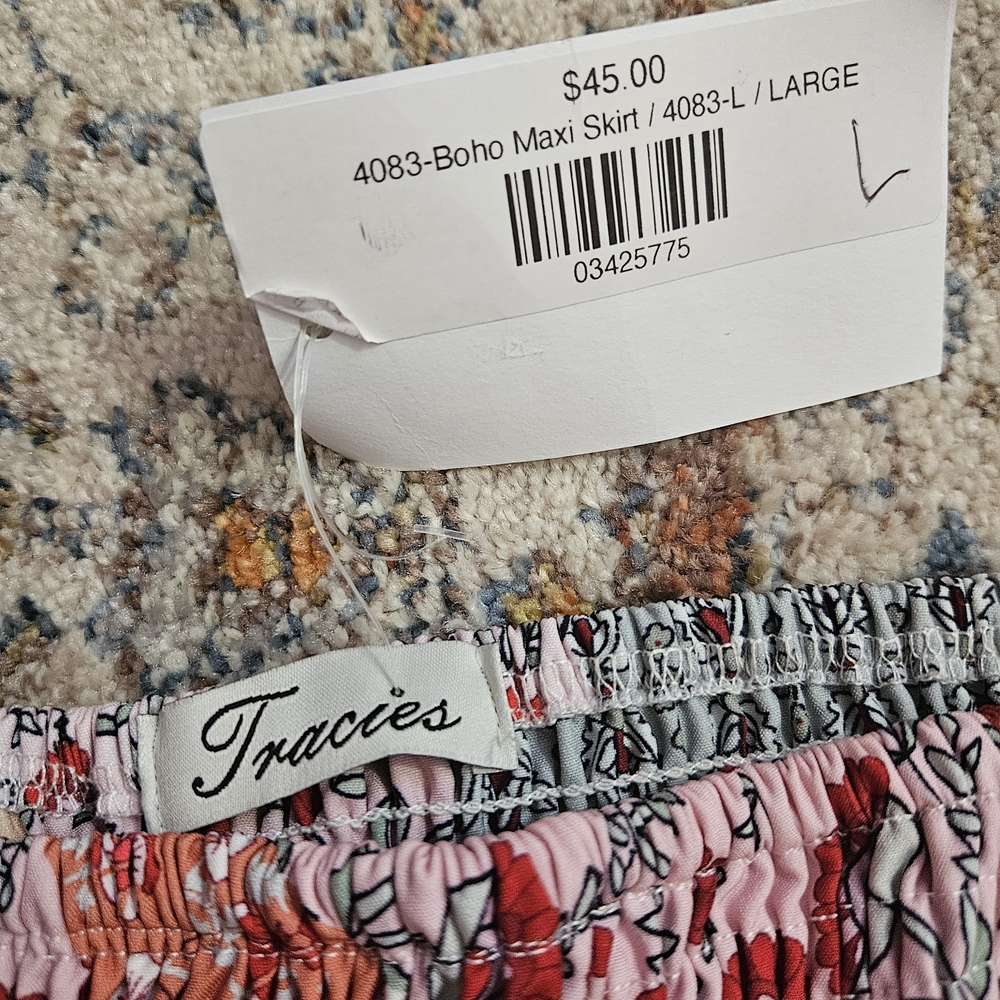 $45.00
4083-Boho Maxi Skirt / 4083-L / LARGE
L
03425775
Tracies